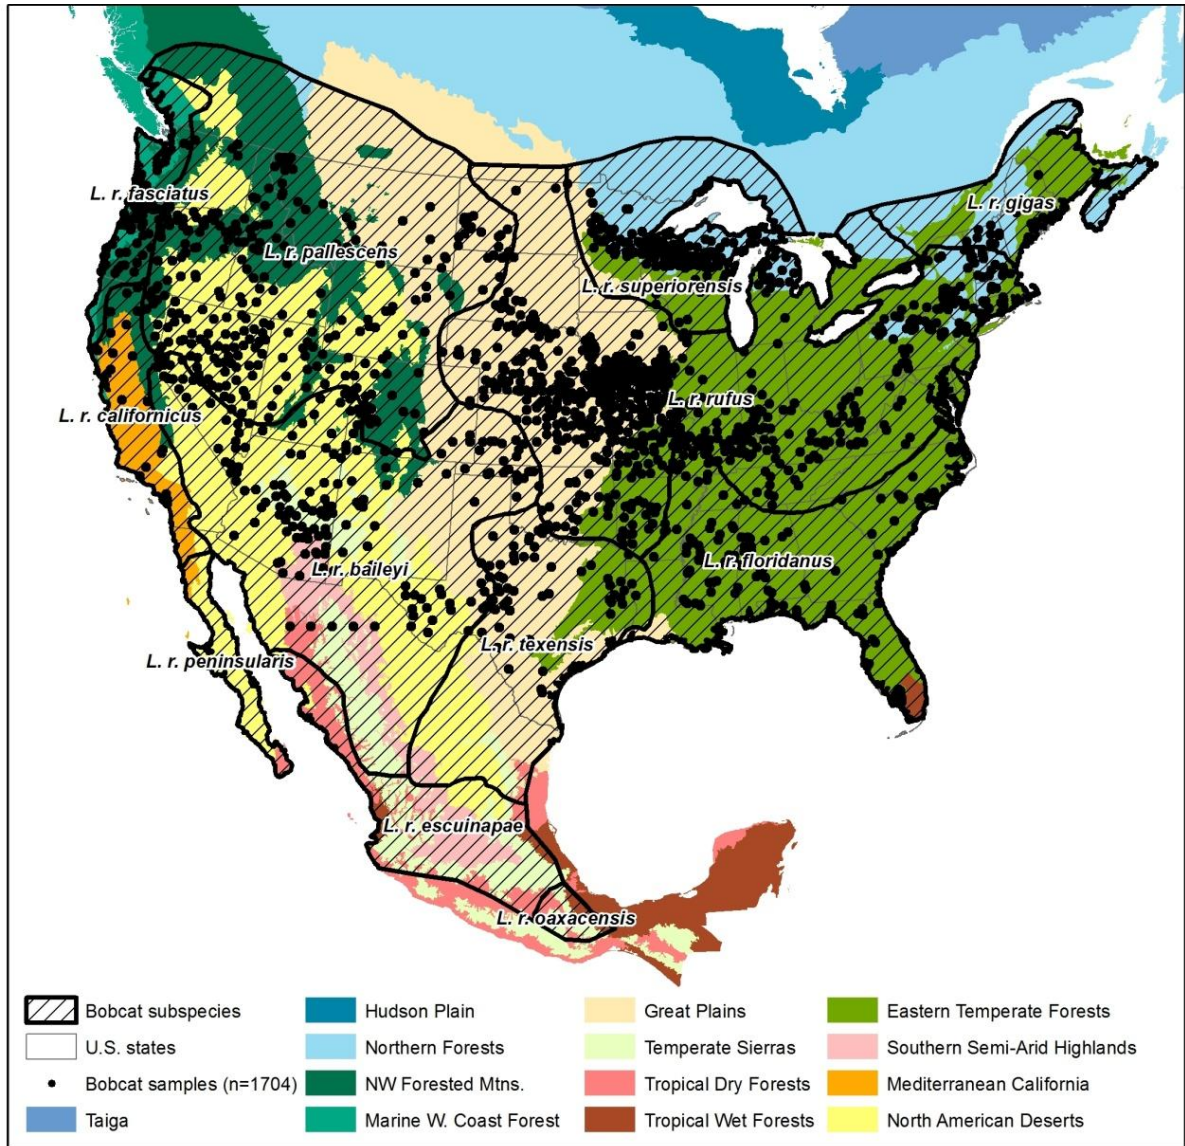 L. r. fasciatus
L. r. gigas
L. r. pallescens
L. r. superiorensis
L. r. rufus
L. r. californicus
L. r. floridanus
L. r. baileyi
L. r. texensis
L. r. peninsularis
L. r. escuinapae
L. r. oaxacensis
Bobcat subspecies
U.S. states
Bobcat samples (n=1704)
Taiga
Hudson Plain
Northern Forests
NW Forested Mtns.
Marine W. Coast Forest
Great Plains
Temperate Sierras
Tropical Dry Forests
Tropical Wet Forests
Eastern Temperate Forests
Southern Semi-Arid Highlands
Mediterranean California
North American Deserts